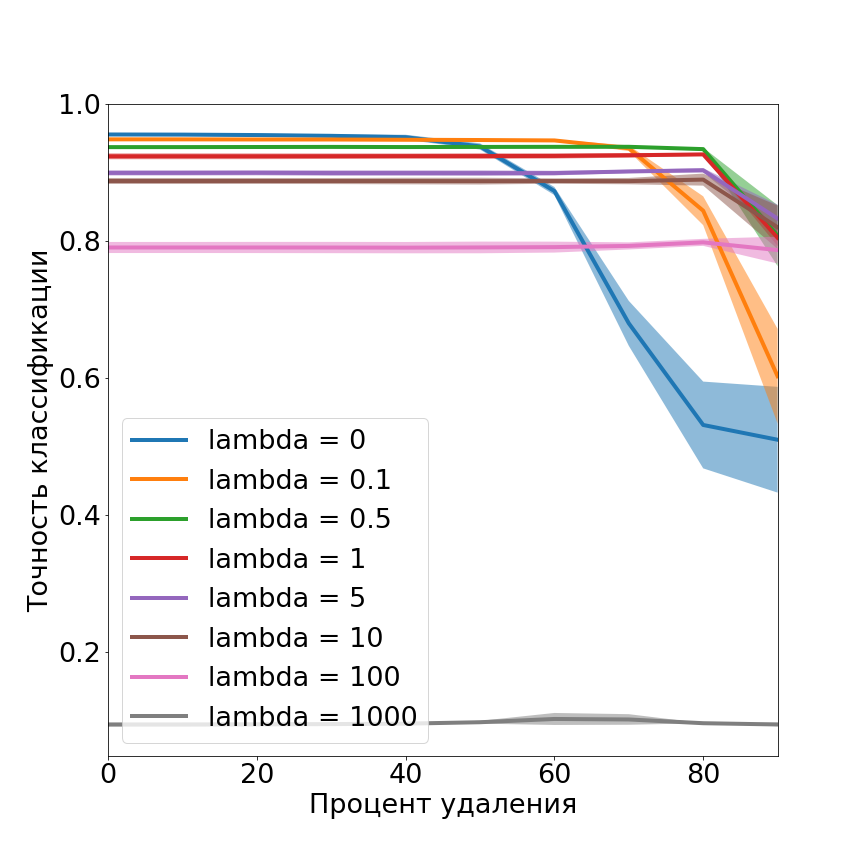 1.0
0.8
0.6
0.4
0.2
Точность классификации
lambda = 0
lambda = 0.1
lambda = 0.5
lambda = 1
lambda = 5
lambda = 10
lambda = 100
lambda = 1000
0 20 40 60 80
Процент удаления